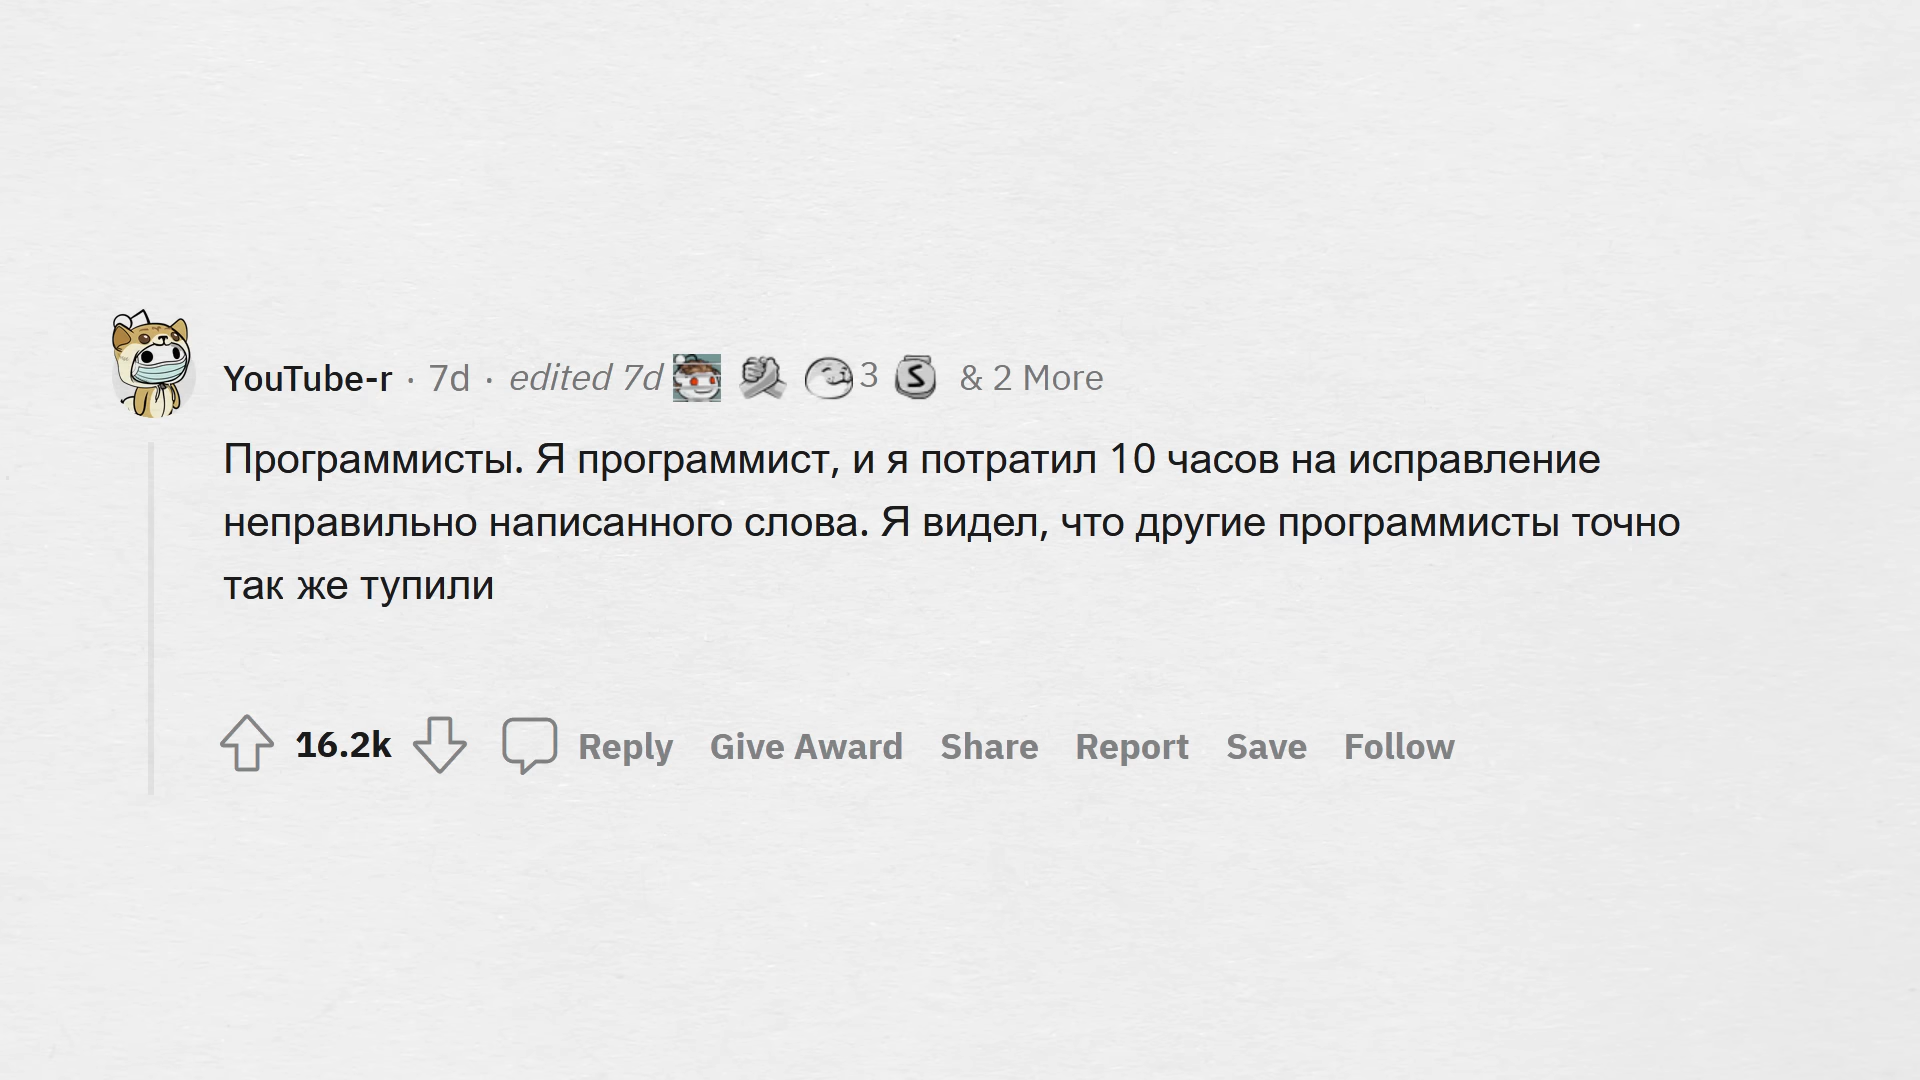 YouTube-r · 7d · edited 7d 3 S & 2 More
Программисты. Я программист, и я потратил 10 часов на исправление
неправильно написанного слова. Я видел, что другие программисты точно
так же тупили
16.2k Reply Give Award Share Report Save Follow